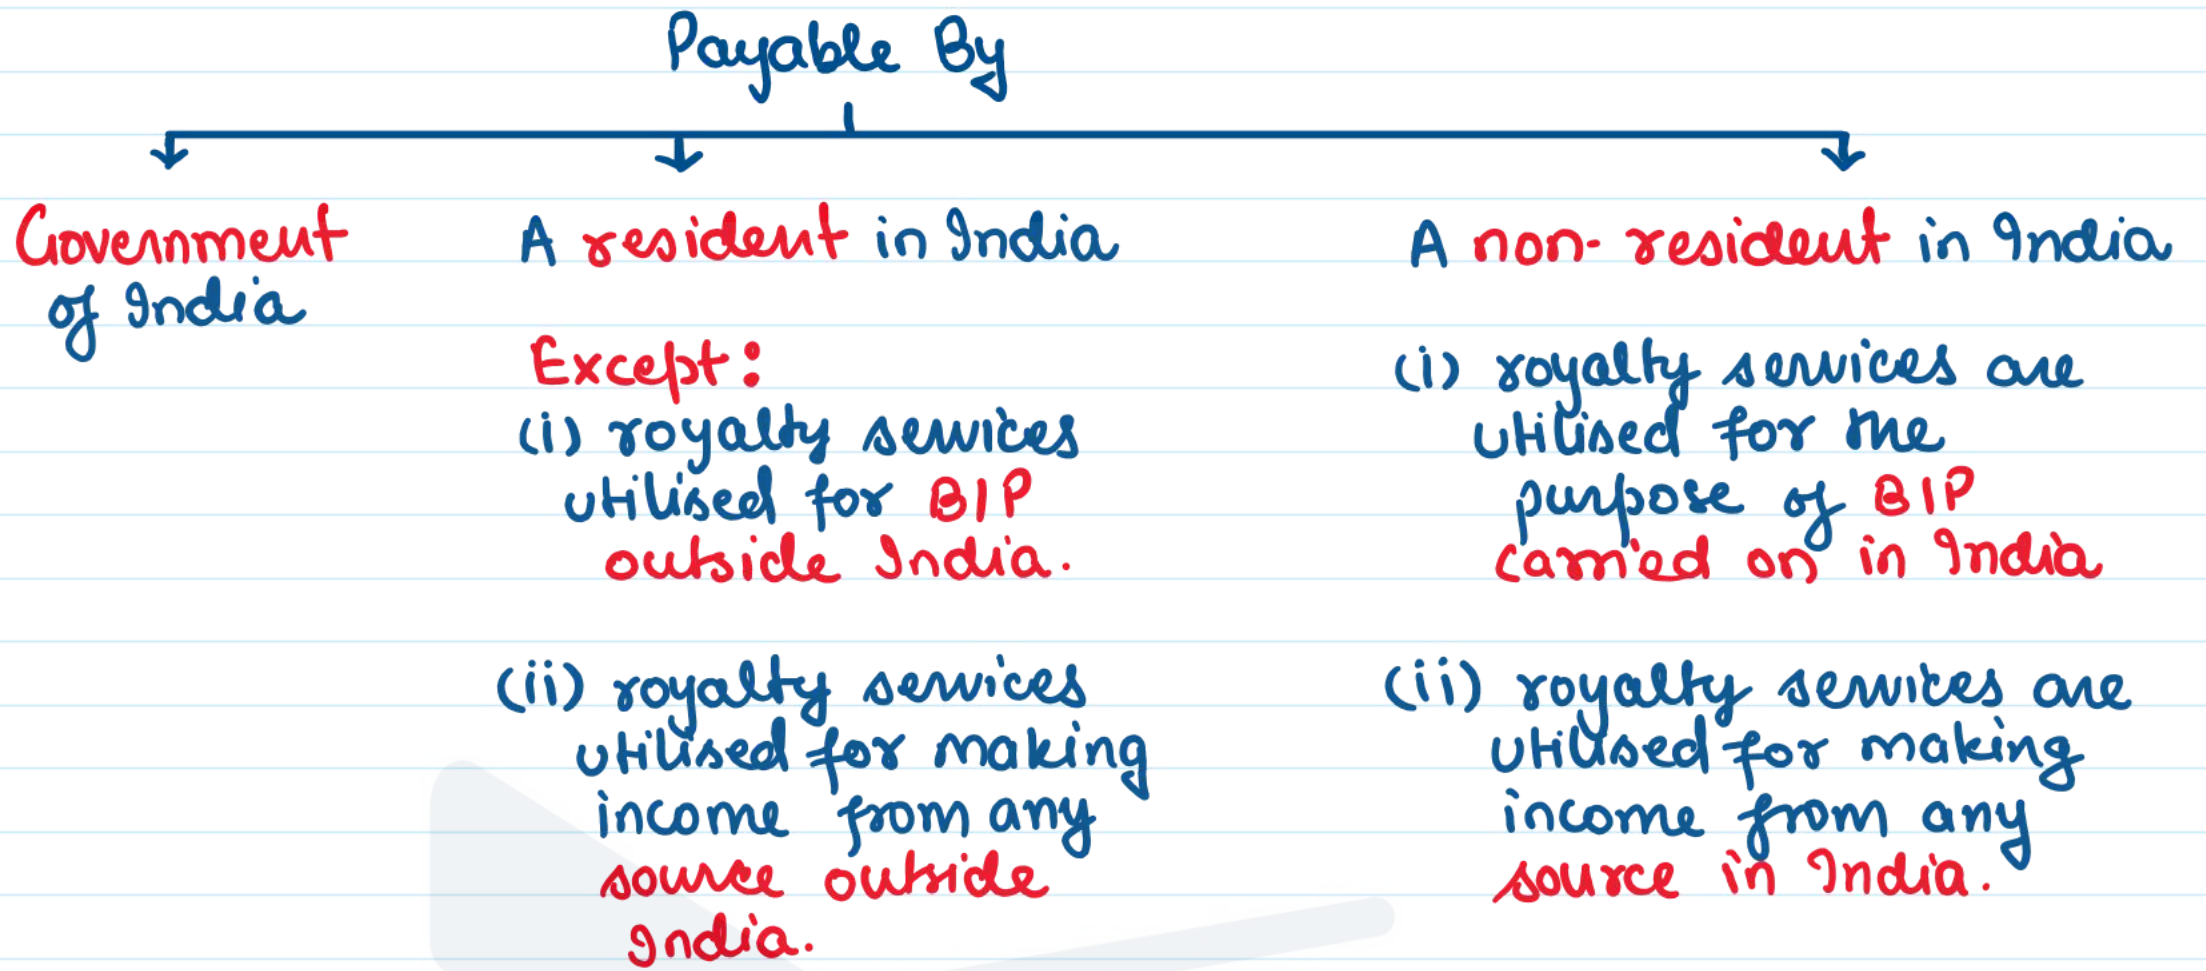 Payable By
Government
of India
A resident in India
Except:
(i) royalty services
utilised for BIP
outside India.
(ii) royalty services
utilised for making
income from any
source outside
India.
A non-resident in India
(i) royalty services are
utilised for the
purpose of BIP
carried on in India
(ii) royalty services are
utilised for making
income from any
source in India.